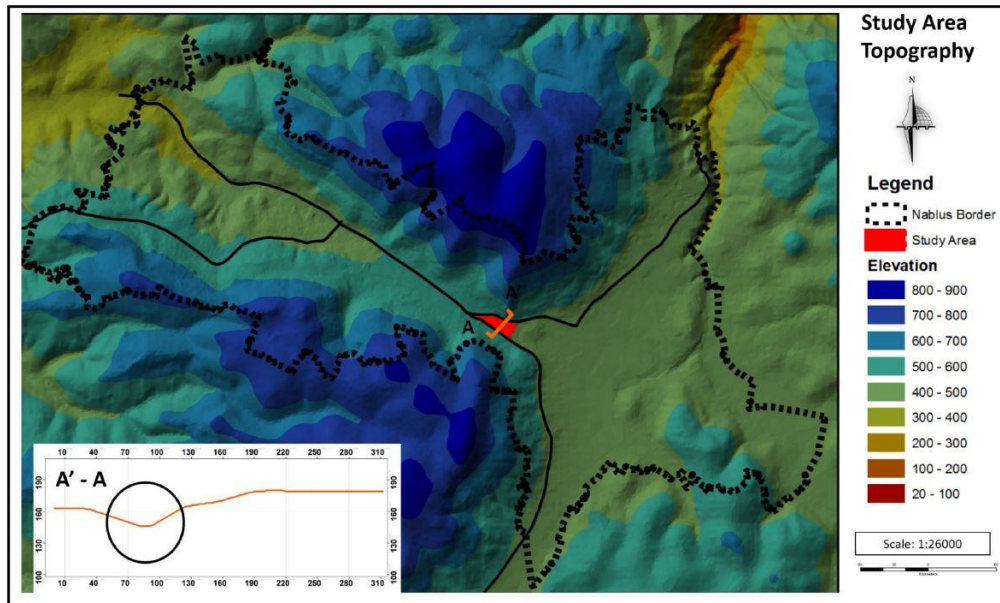 Study Area
Topography
N
Legend
Nablus Border
Study Area
Elevation
800 - 900
700 - 800
600 - 700
500 - 600
400 - 500
300 - 400
200 - 300
100 - 200
20 - 100
Scale: 1:26000
Kilometers
A'
A
10 40 70 100 130 160 190 220 250 280 310
A' - A
190 190
160 160
130 130
100 100
10 40 70 100 130 160 190 220 250 280 310